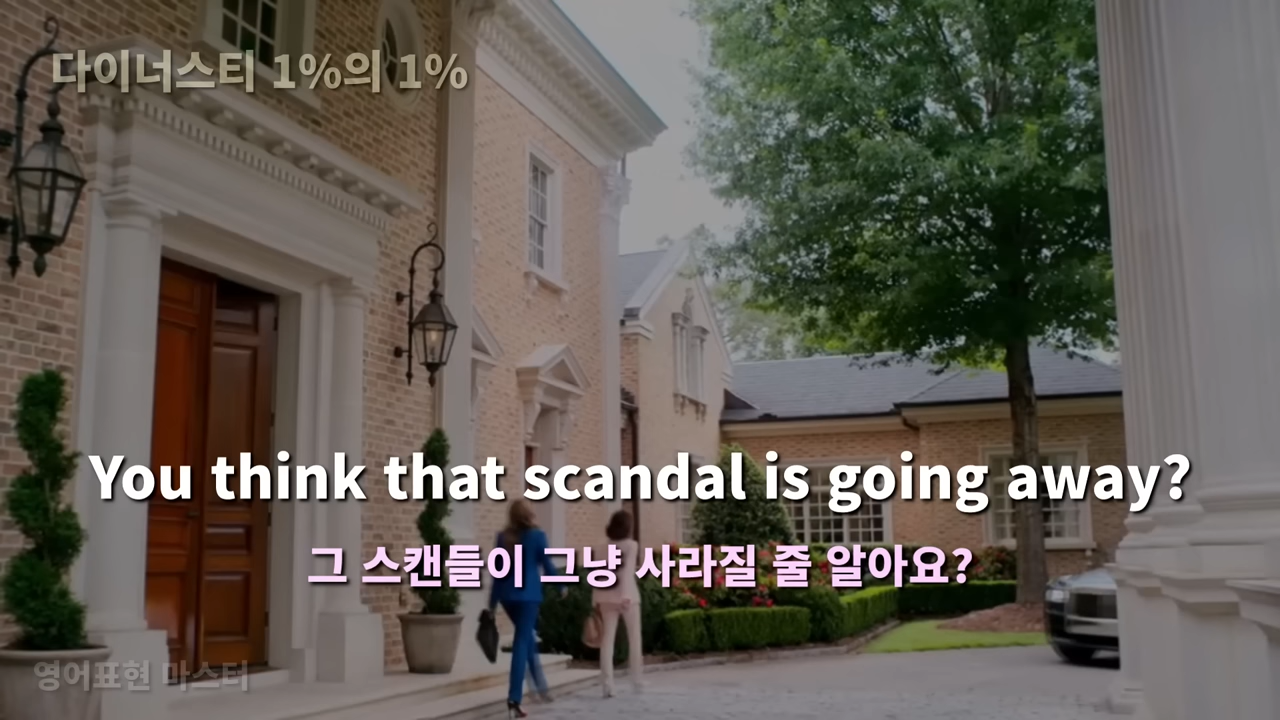 다이너스티 1%의 1%
You think that scandal is going away?
그 스캔들이 그냥 사라질 줄 알아요?
영어표현 마스터